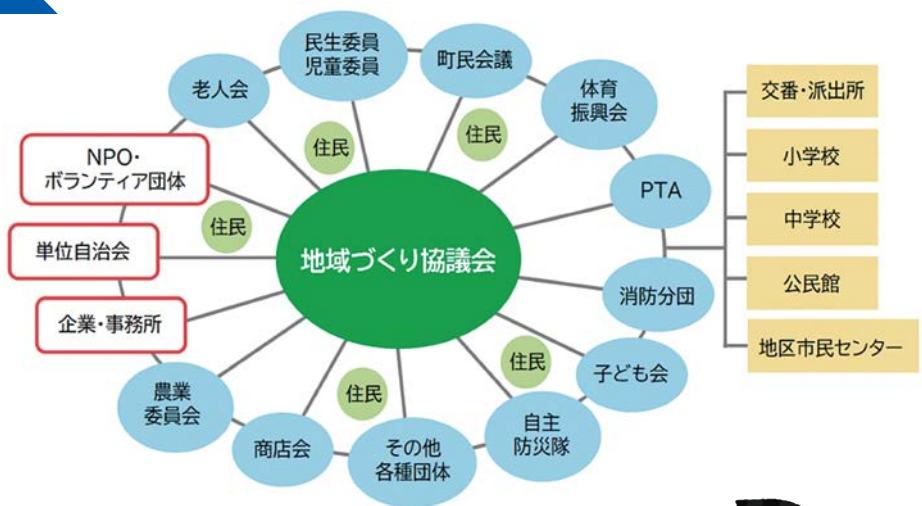 民生委員
児童委員
町民会議
老人会
体育
振興会
交番・派出所
住民
住民
NPO・
ボランティア団体
小学校
PTA
住民
中学校
単位自治会
地域づくり協議会
公民館
消防分団
企業・事務所
地区市民センター
住民
子ども会
住民
農業
委員会
自主
防災隊
商店会
その他
各種団体